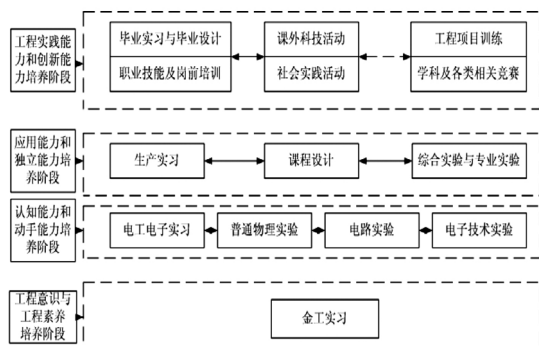 工程实践能
力和创新能
力培养阶段
毕业实习与毕业设计
职业技能及岗前培训
课外科技活动
社会实践活动
工程项目训练
学科及各类相关竞赛
应用能力和
独立能力培
养阶段
生产实习
课程设计
综合实验与专业实验
认知能力和
动手能力培
养阶段
电工电子实习
普通物理实验
电路实验
电子技术实验
工程意识与
工程素养
培养阶段
金工实习